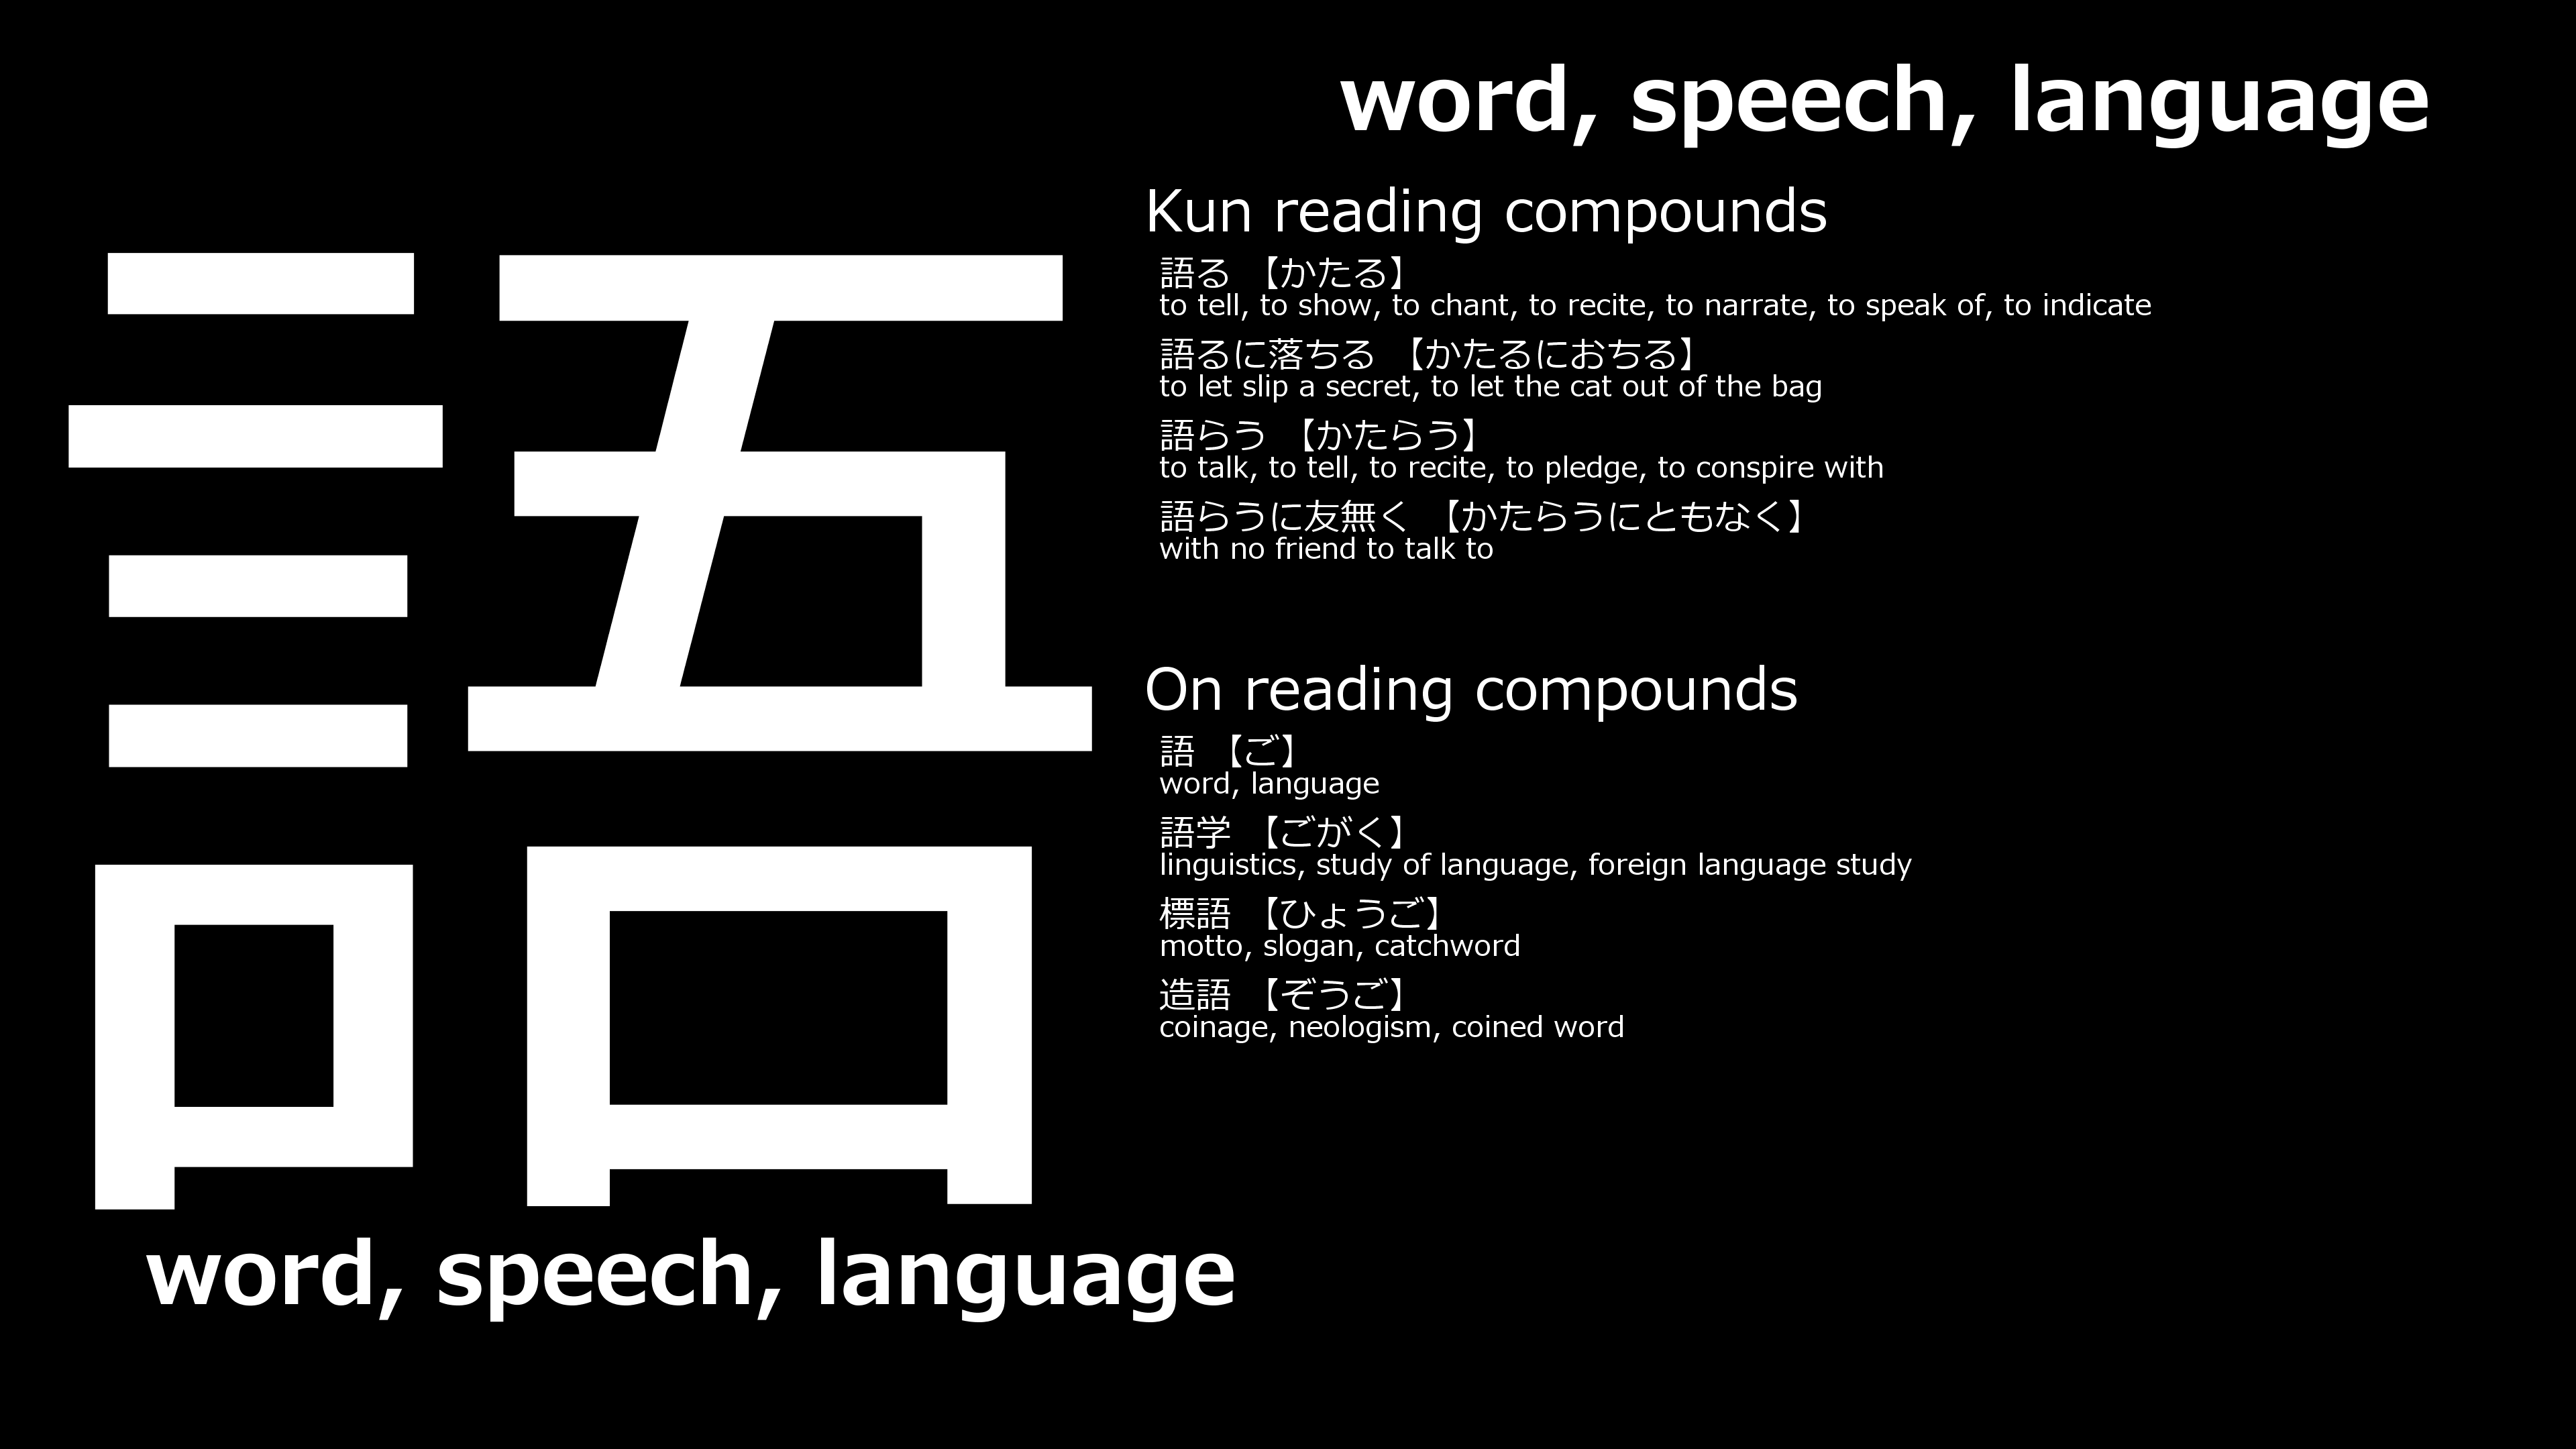 語
word, speech, language
word, speech, language
Kun reading compounds
語る 【かたる】
to tell, to show, to chant, to recite, to narrate, to speak of, to indicate
語るに落ちる 【かたるにおちる】
to let slip a secret, to let the cat out of the bag
語らう 【かたらう】
to talk, to tell, to recite, to pledge, to conspire with
語らうに友無く 【かたらうにともなく】
with no friend to talk to
On reading compounds
語 【ご】
word, language
語学 【ごがく】
linguistics, study of language, foreign language study
標語 【ひょうご】
motto, slogan, catchword
造語 【ぞうご】
coinage, neologism, coined word